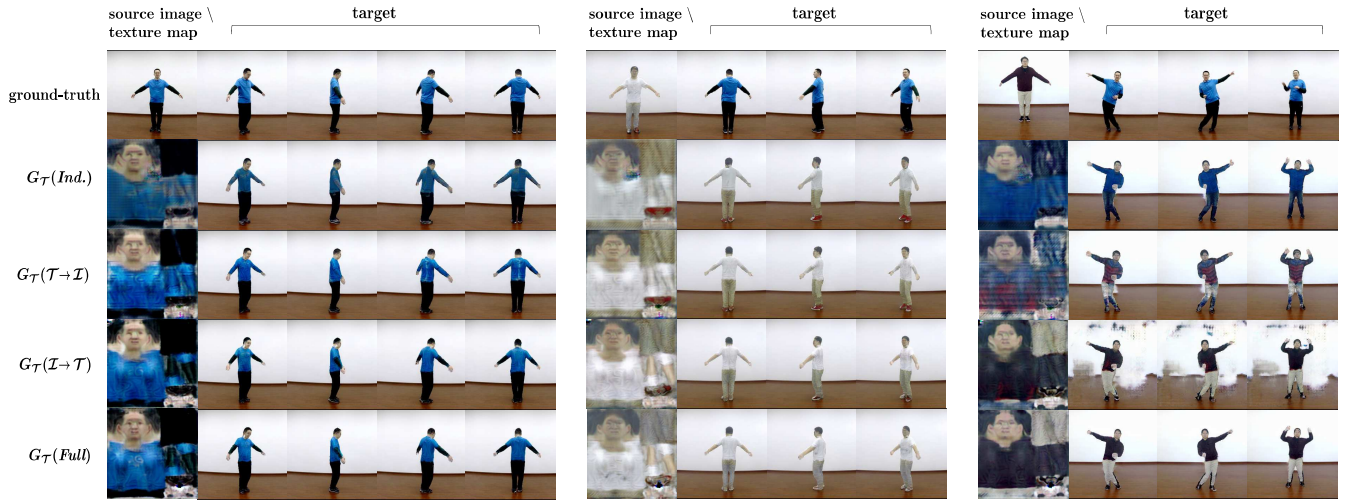 source image \ target
texture map
source image \ target
texture map
source image \ target
texture map
ground-truth
G𝒯(Ind.)
G𝒯(𝒯→ℐ)
G𝒯(ℐ→𝒯)
G𝒯(Full)